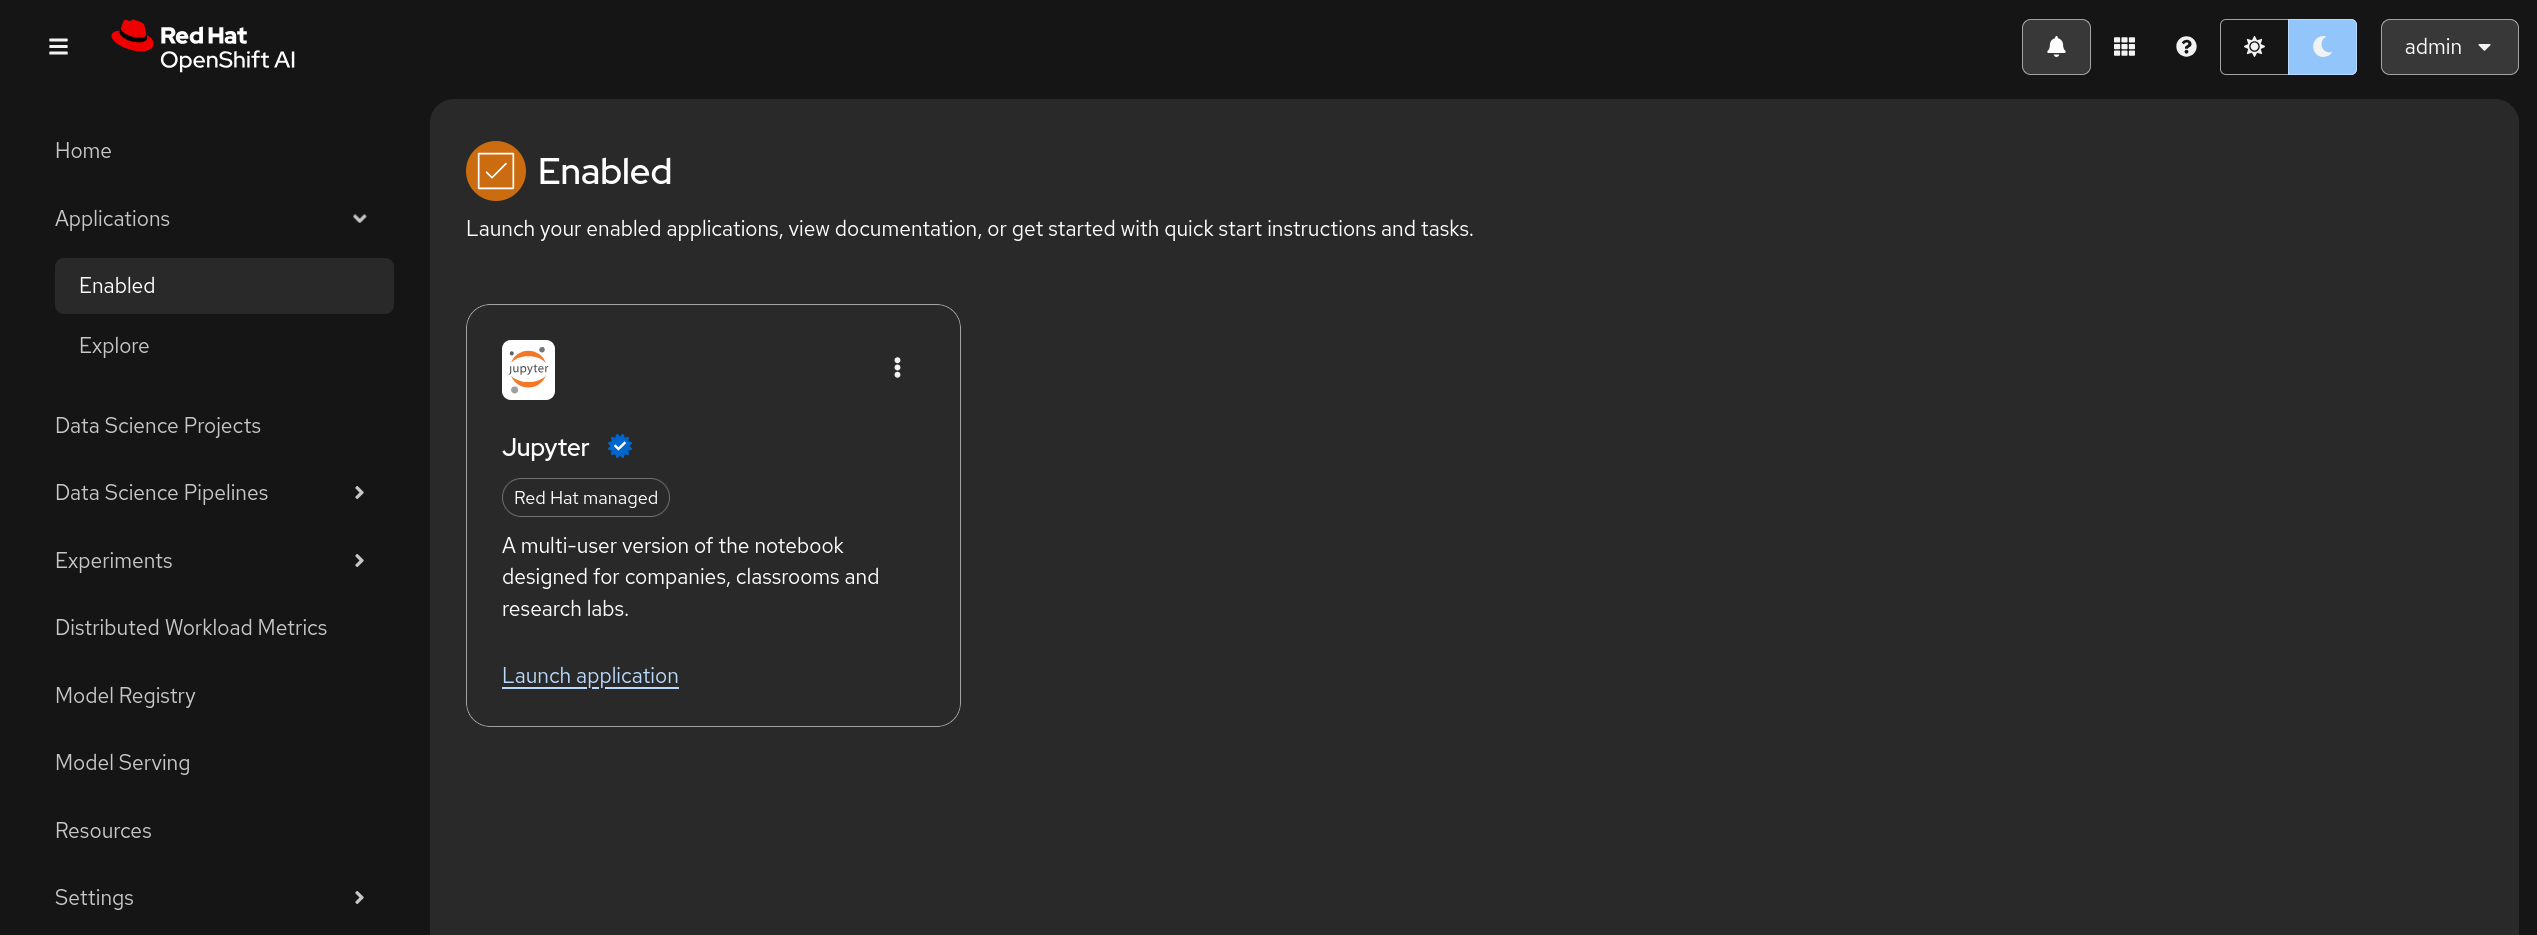 Red Hat
OpenShift AI
admin
Home
Applications
Enabled
Explore
Data Science Projects
Data Science Pipelines
Experiments
Distributed Workload Metrics
Model Registry
Model Serving
Resources
Settings
Enabled
Launch your enabled applications, view documentation, or get started with quick start instructions and tasks.
jupyter
Jupyter
Red Hat managed
A multi-user version of the notebook
designed for companies, classrooms and
research labs.
Launch application